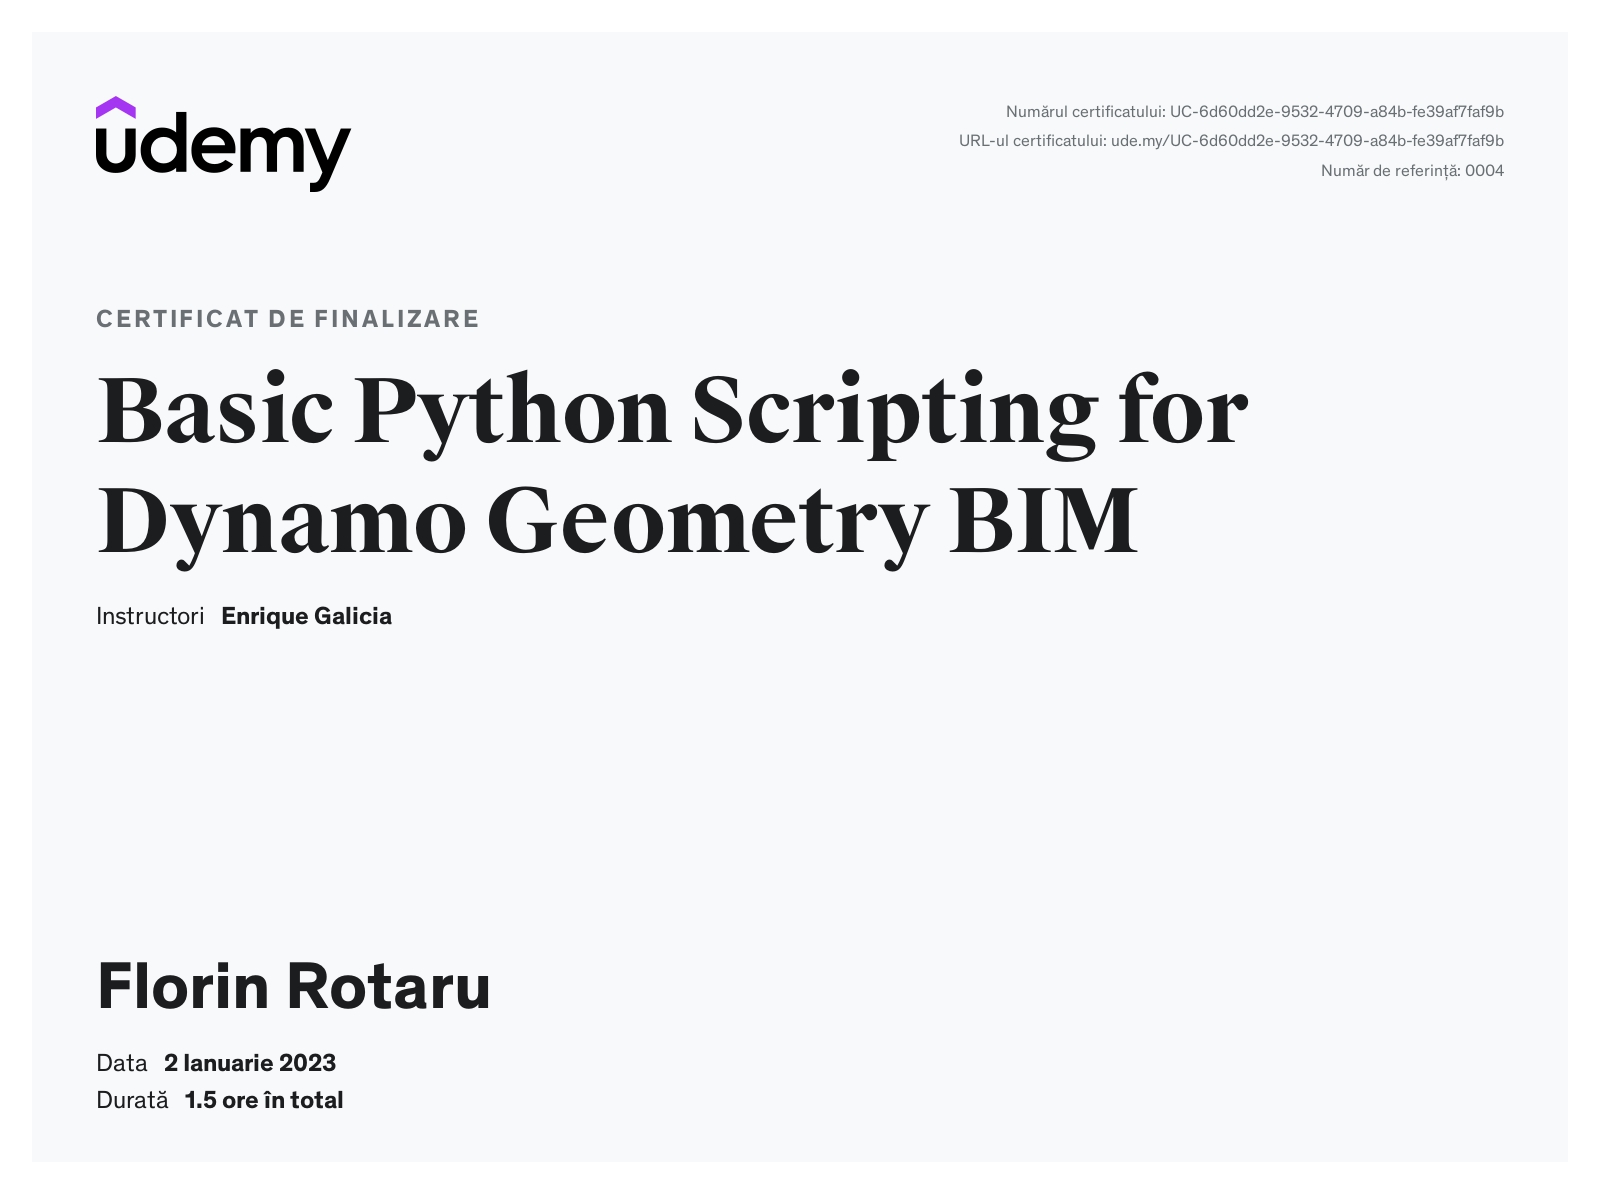 udemy
Numărul certificatului: UC-6d60dd2e-9532-4709-a84b-fe39af7faf9b
URL-ul certificatului: ude.my/UC-6d60dd2e-9532-4709-a84b-fe39af7faf9b
Număr de referință: 0004
CERTIFICAT DE FINALIZARE
Basic Python Scripting for
Dynamo Geometry BIM
Instructori Enrique Galicia
Florin Rotaru
Data 2 Ianuarie 2023
Durată 1.5 ore în total